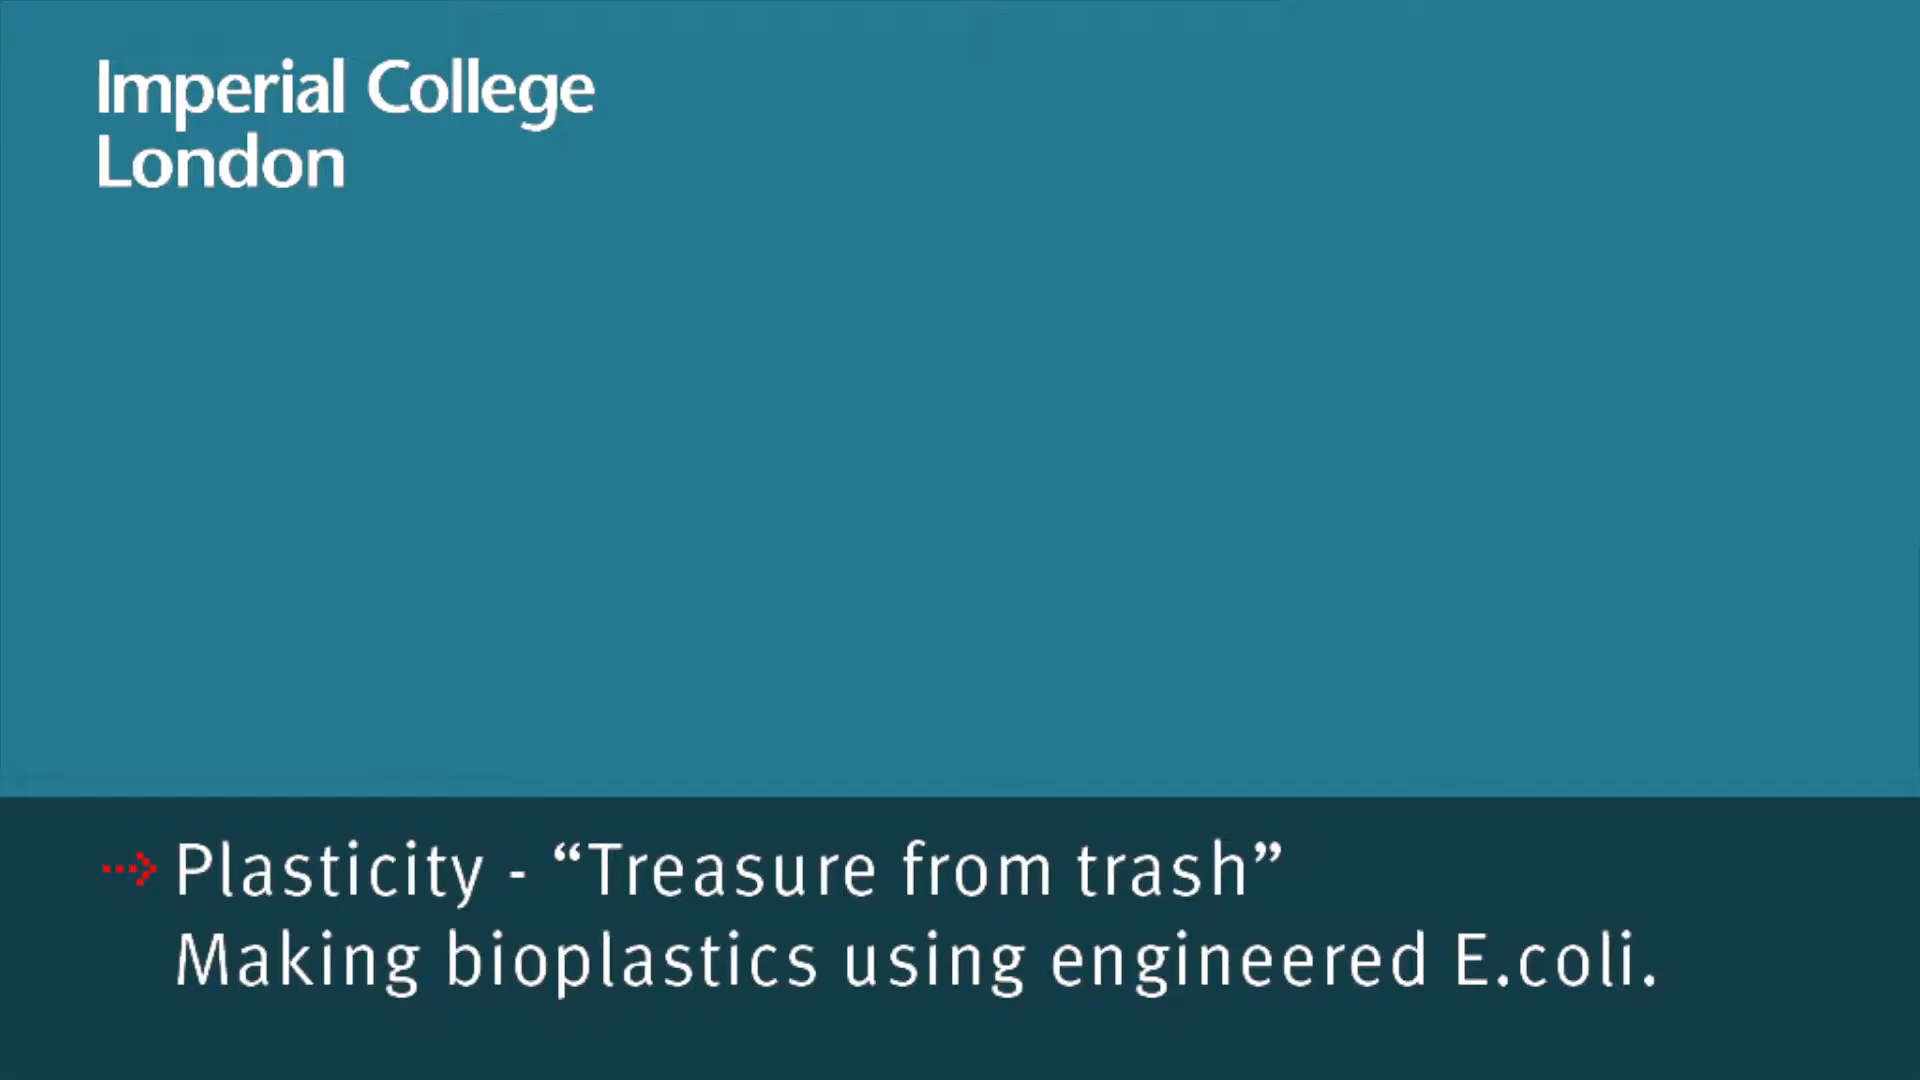 Imperial College
London
Plasticity - “Treasure from trash”
Making bioplastics using engineered E.coli.